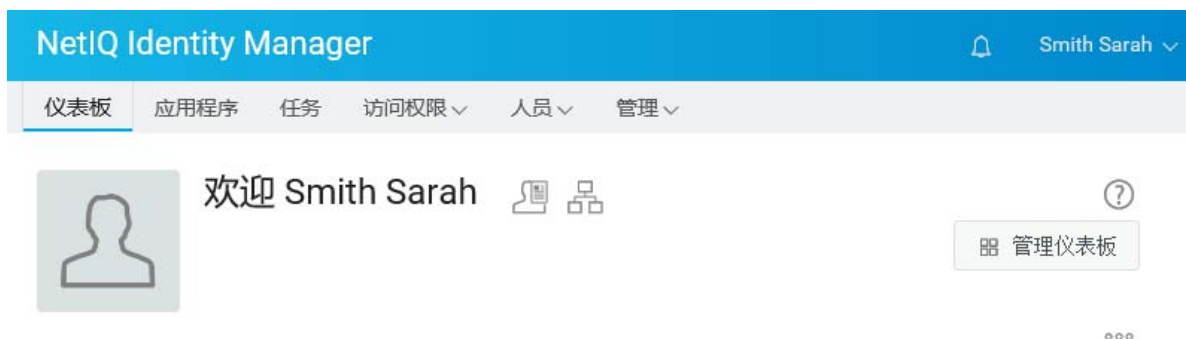 NetIQ Identity Manager
Smith Sarah
仪表板 应用程序 任务 访问权限 人员 管理
欢迎 Smith Sarah
管理仪表板